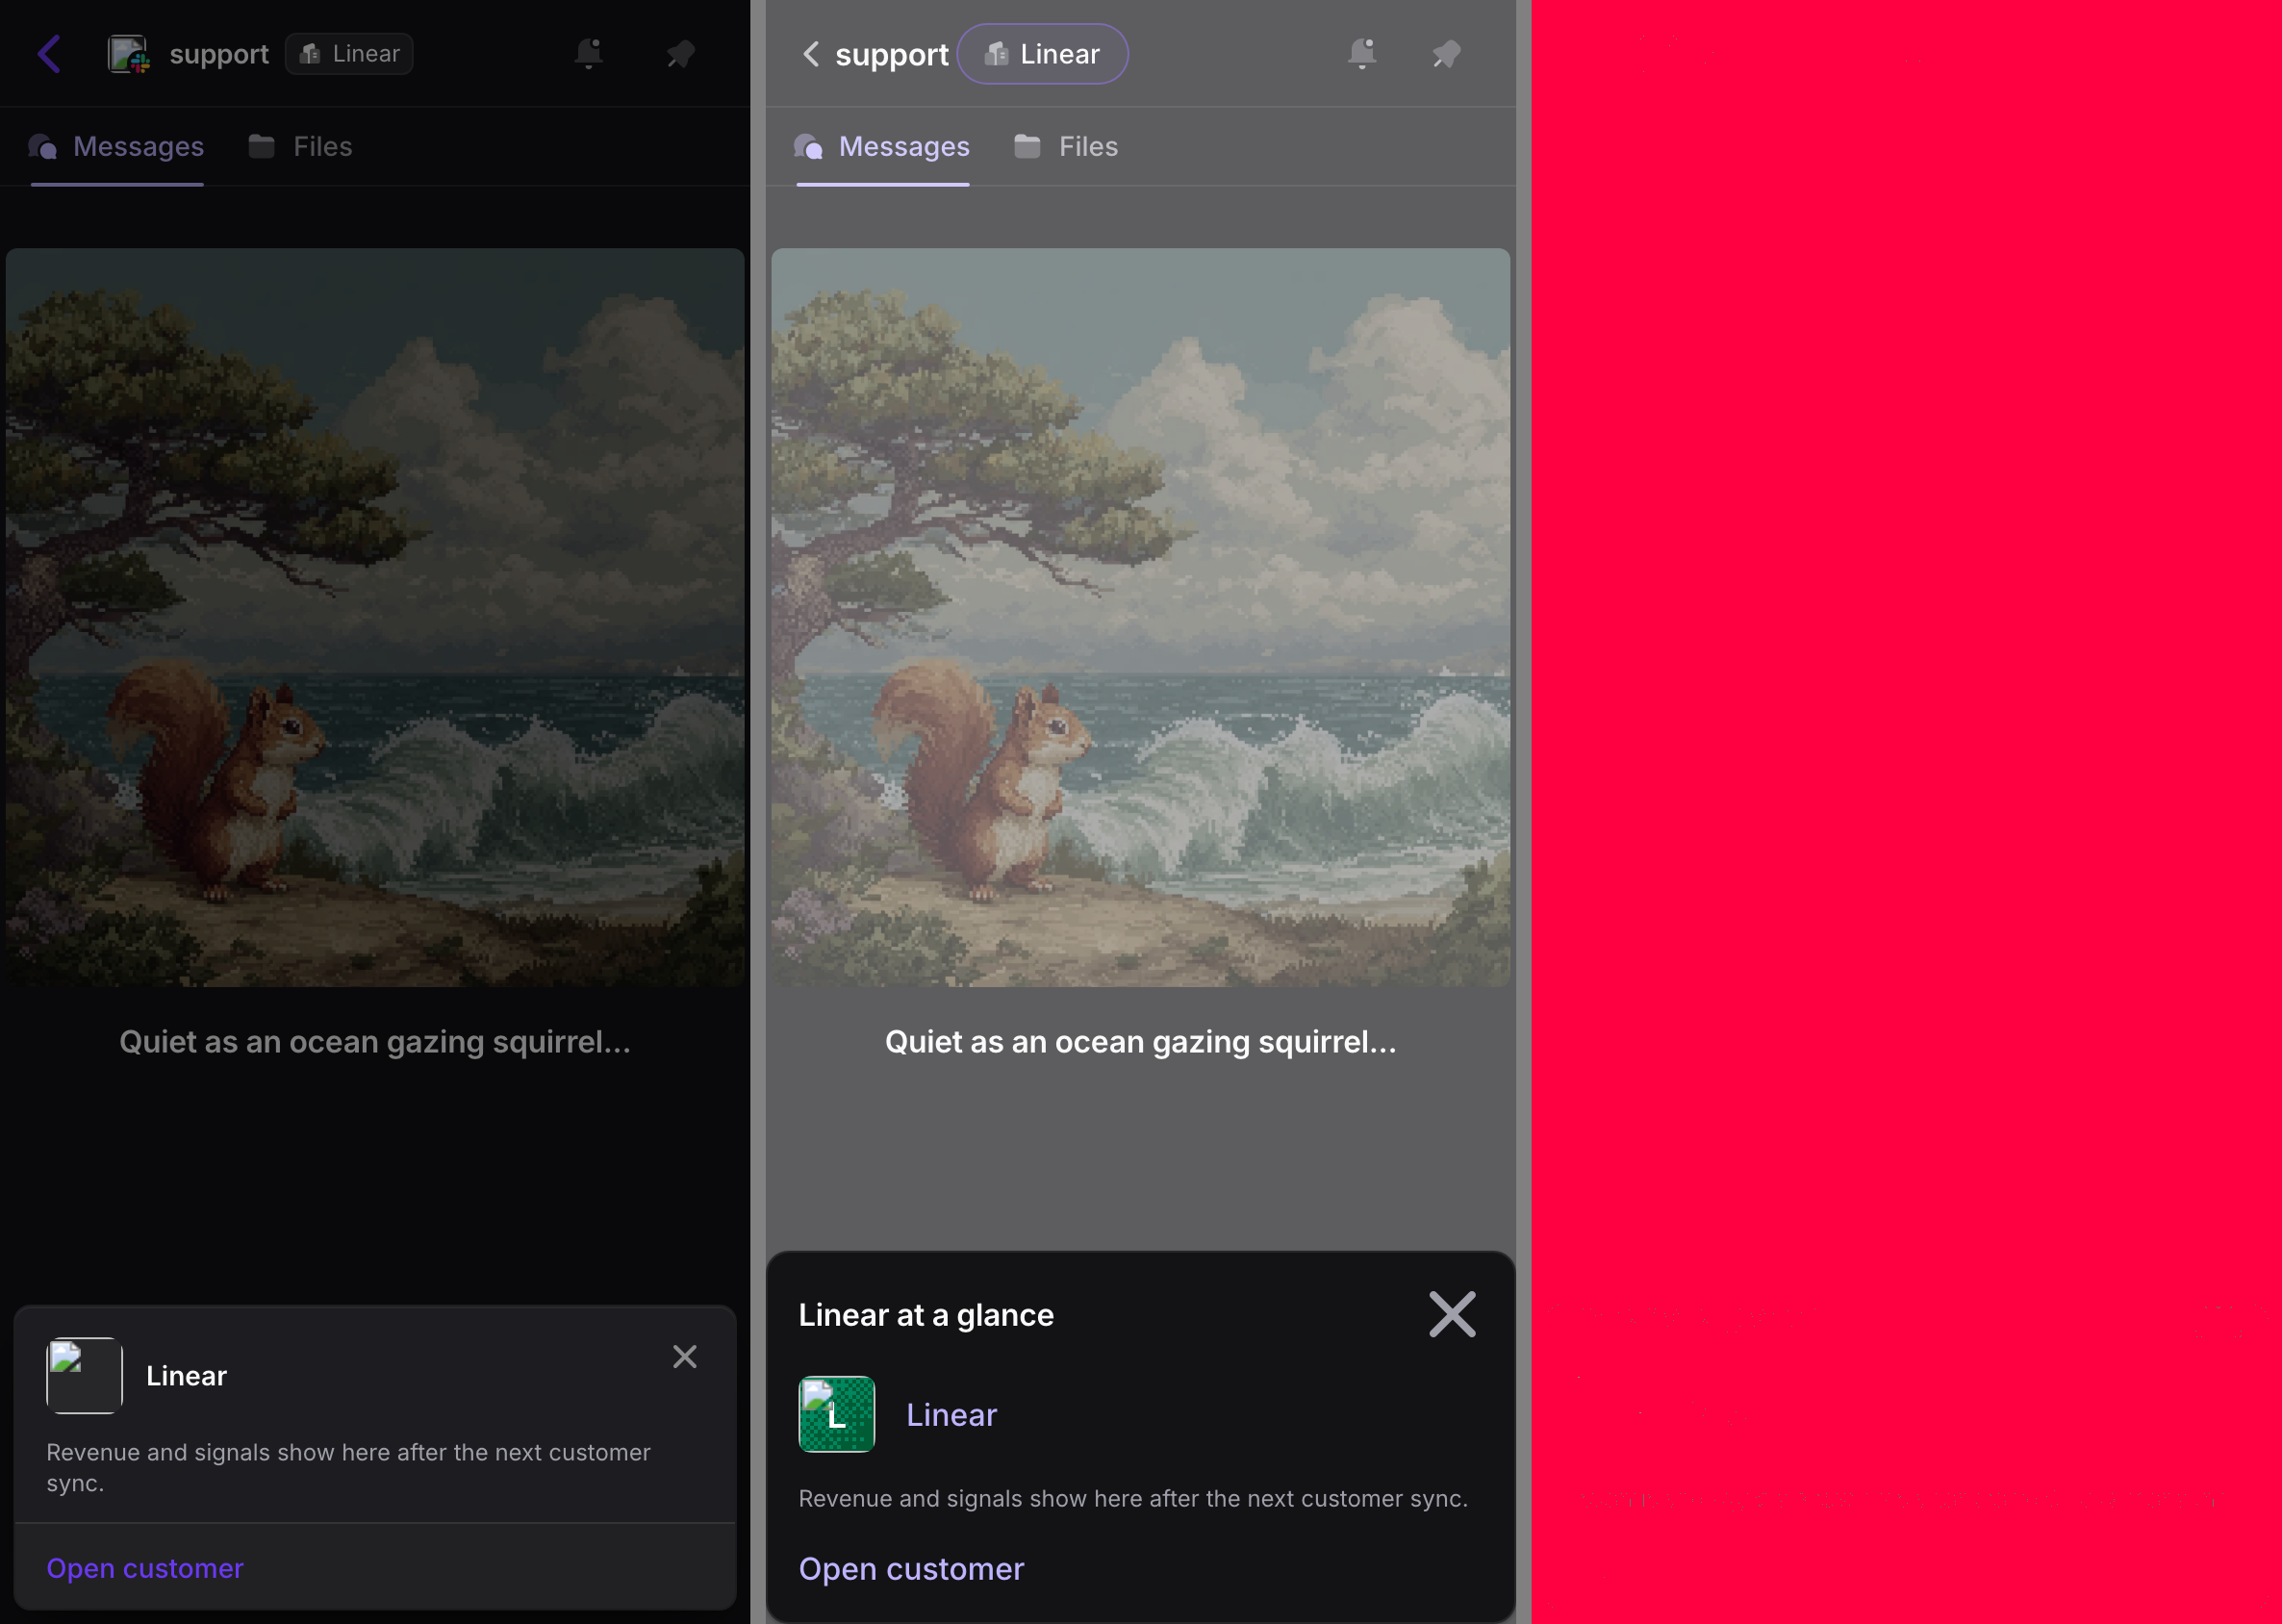 support Linear
Messages Files
Quiet as an ocean gazing squirrel...
Linear
Revenue and signals show here after the next customer
sync.
Open customer
support Linear
Messages Files
Quiet as an ocean gazing squirrel...
Linear at a glance
L Linear
Revenue and signals show here after the next customer sync.
Open customer